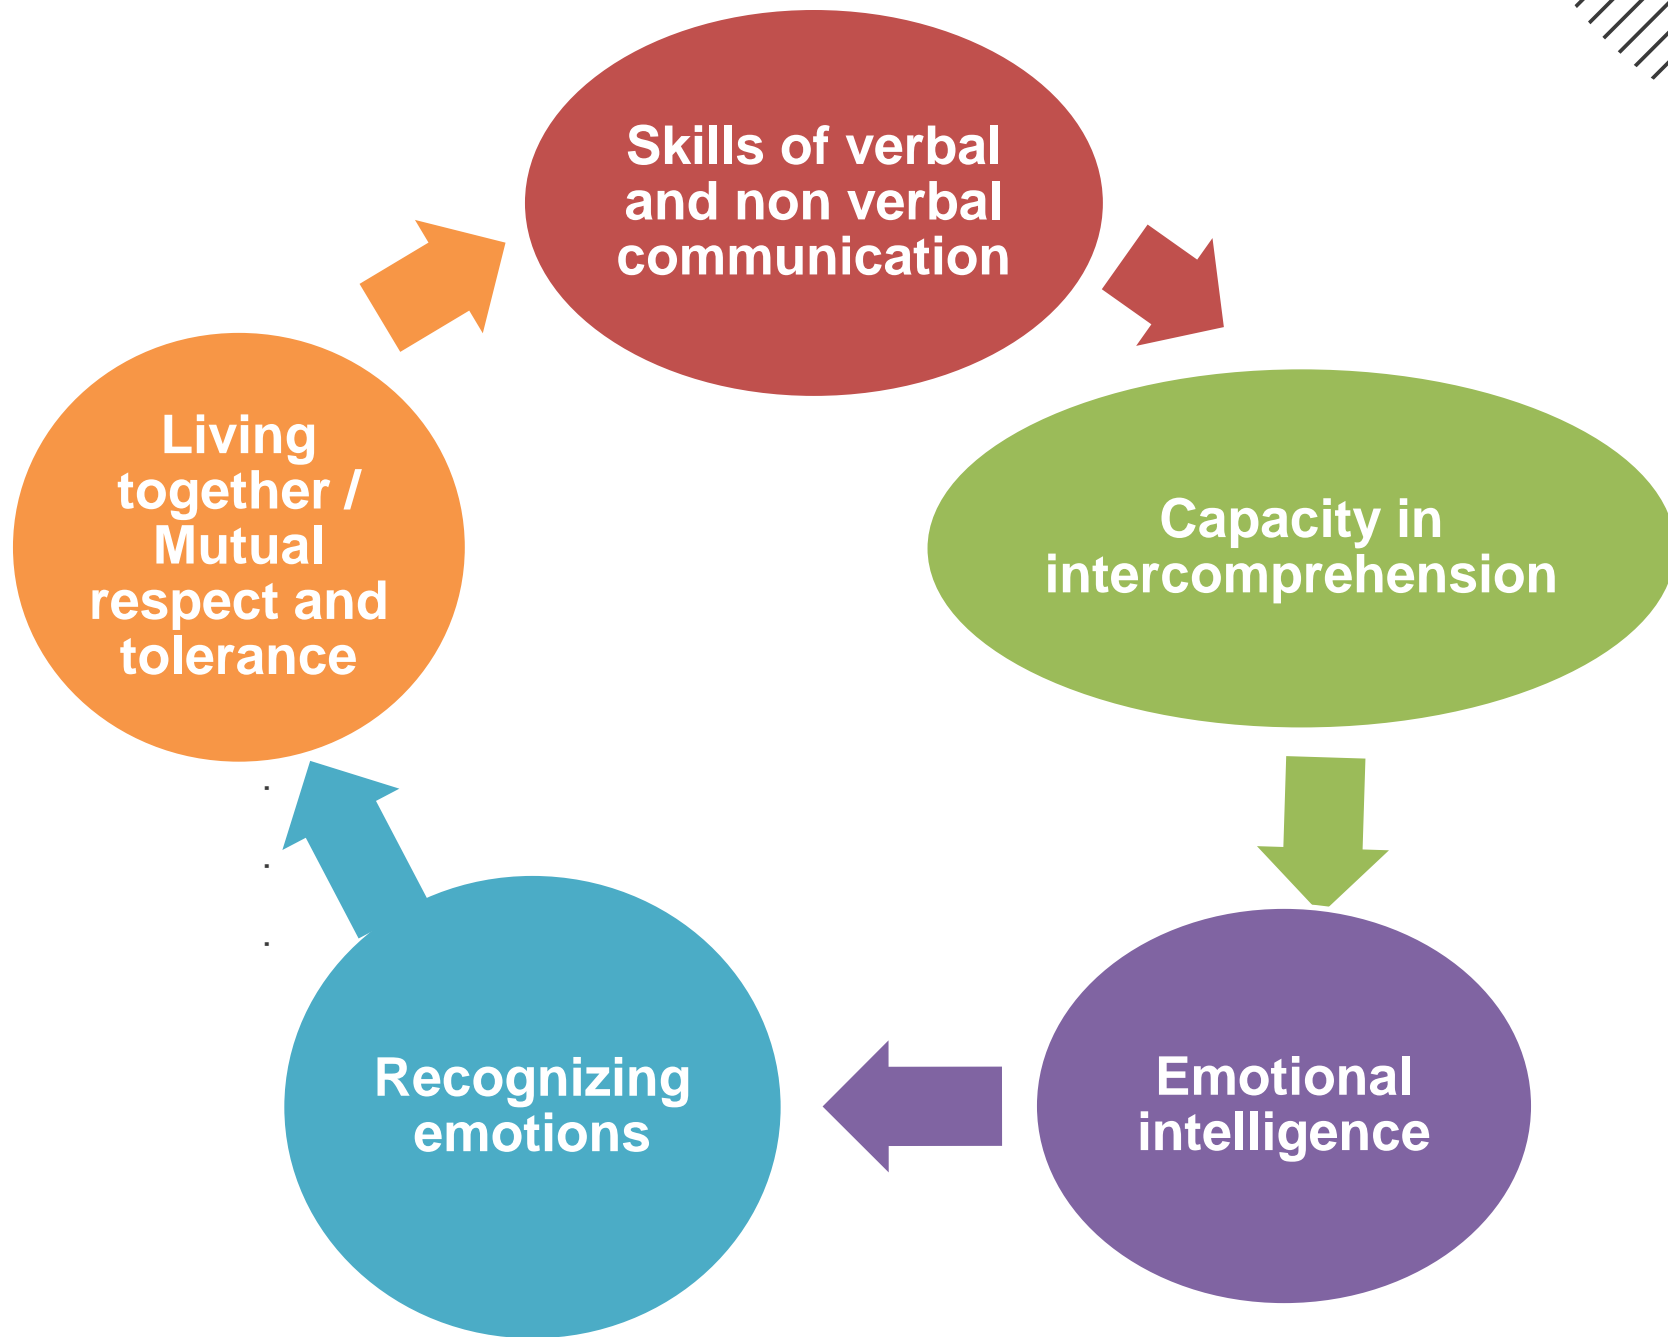 Skills of verbal
and non verbal
communication
Capacity in
intercomprehension
Emotional
intelligence
Recognizing
emotions
Living
together /
Mutual
respect and
tolerance